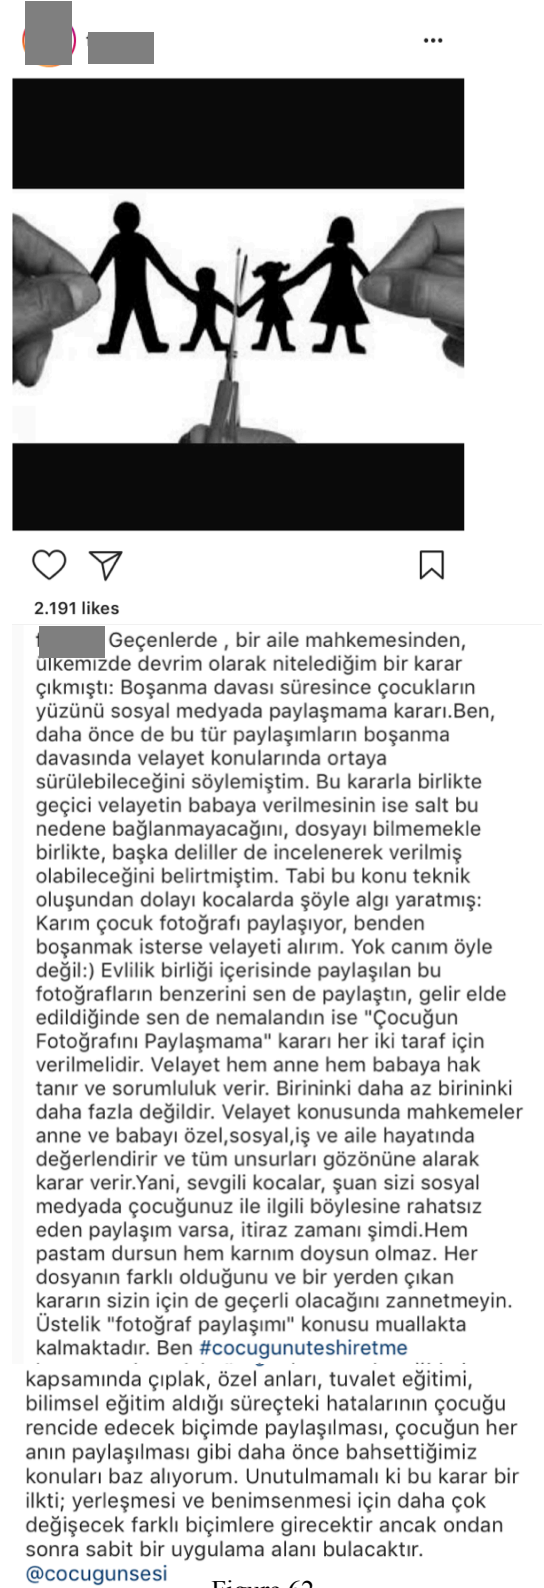 2.191 likes
Geçenlerde , bir aile mahkemesinden,
ülkemizde devrim olarak nitelediğim bir karar
çıkmıştı: Boşanma davası süresince çocukların
yüzünü sosyal medyada paylaşmama kararı.Ben,
daha önce de bu tür paylaşımların boşanma
davasında velayet konularında ortaya
sürülebileceğini söylemiştim. Bu kararla birlikte
geçici velayetin babaya verilmesinin ise salt bu
nedene bağlanmayacağını, dosyayı bilmemekle
birlikte, başka deliller de incelenerek verilmiş
olabileceğini belirtmiştim. Tabi bu konu teknik
oluşundan dolayı kocalarda şöyle algı yaratmış:
Karım çocuk fotoğrafı paylaşıyor, benden
boşanmak isterse velayeti alırım. Yok canım öyle
değil:) Evlilik birliği içerisinde paylaşılan bu
fotoğrafların benzerini sen de paylaştın, gelir elde
edildiğinde sen de nemalandın ise "Çocuğun
Fotoğrafını Paylaşmama" kararı her iki taraf için
verilmelidir. Velayet hem anne hem babaya hak
tanır ve sorumluluk verir. Birininki daha az birininki
daha fazla değildir. Velayet konusunda mahkemeler
anne ve babayı özel,sosyal,iş ve aile hayatında
değerlendirir ve tüm unsurları gözönüne alarak
karar verir.Yani, sevgili kocalar, şuan sizi sosyal
medyada çocuğunuz ile ilgili böylesine rahatsız
eden paylaşım varsa, itiraz zamanı şimdi.Hem
pastam dursun hem karnım doysun olmaz. Her
dosyanın farklı olduğunu ve bir yerden çıkan
kararın sizin için de geçerli olacağını zannetmeyin.
Üstelik "fotoğraf paylaşımı" konusu muallakta
kalmaktadır. Ben #cocugunuteshiretme
kapsamında çıplak, özel anları, tuvalet eğitimi,
bilimsel eğitim aldığı süreçteki hatalarının çocuğu
rencide edecek biçimde paylaşılması, çocuğun her
anın paylaşılması gibi daha önce bahsettiğimiz
konuları baz alıyorum. Unutulmamalı ki bu karar bir
ilkti; yerleşmesi ve benimsenmesi için daha çok
değişecek farklı biçimlere girecektir ancak ondan
sonra sabit bir uygulama alanı bulacaktır.
@cocugunsesi